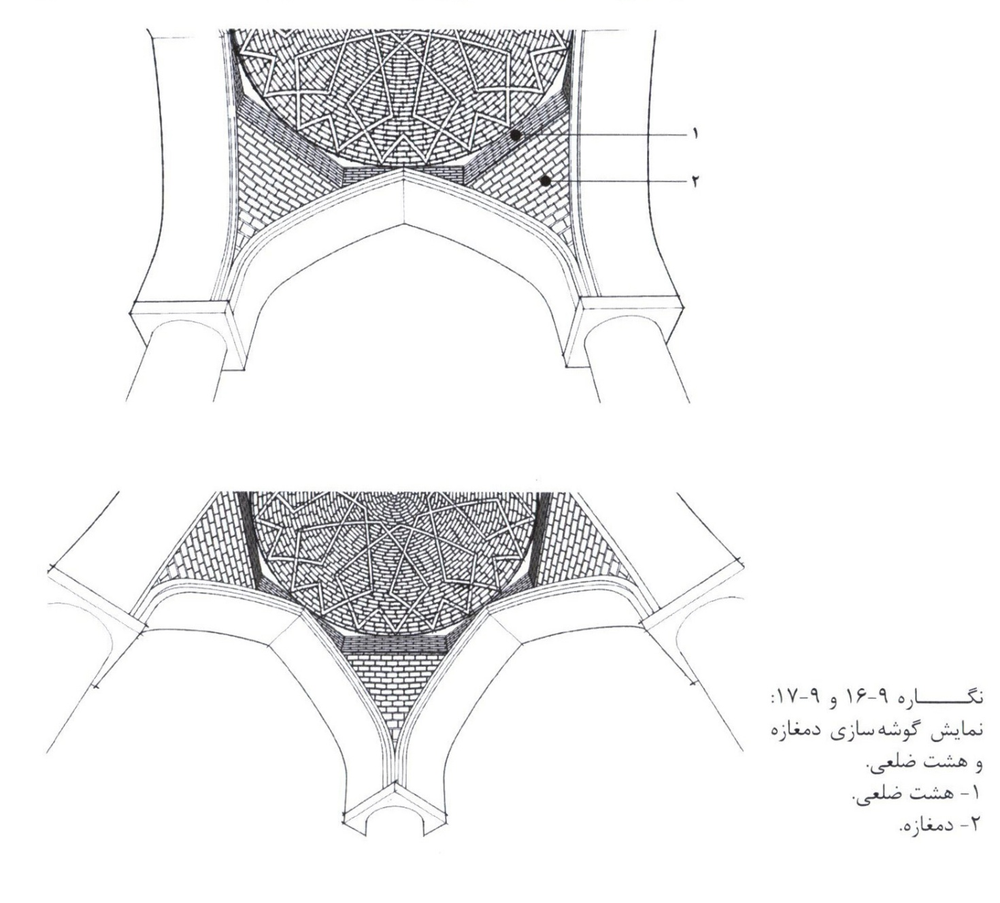 ۱
۲
نگاره ۹-۱۶ و ۹-۱۷:
نمایش گوشه‌سازی دمغازه
و هشت ضلعی.
۱- هشت ضلعی.
۲- دمغازه.